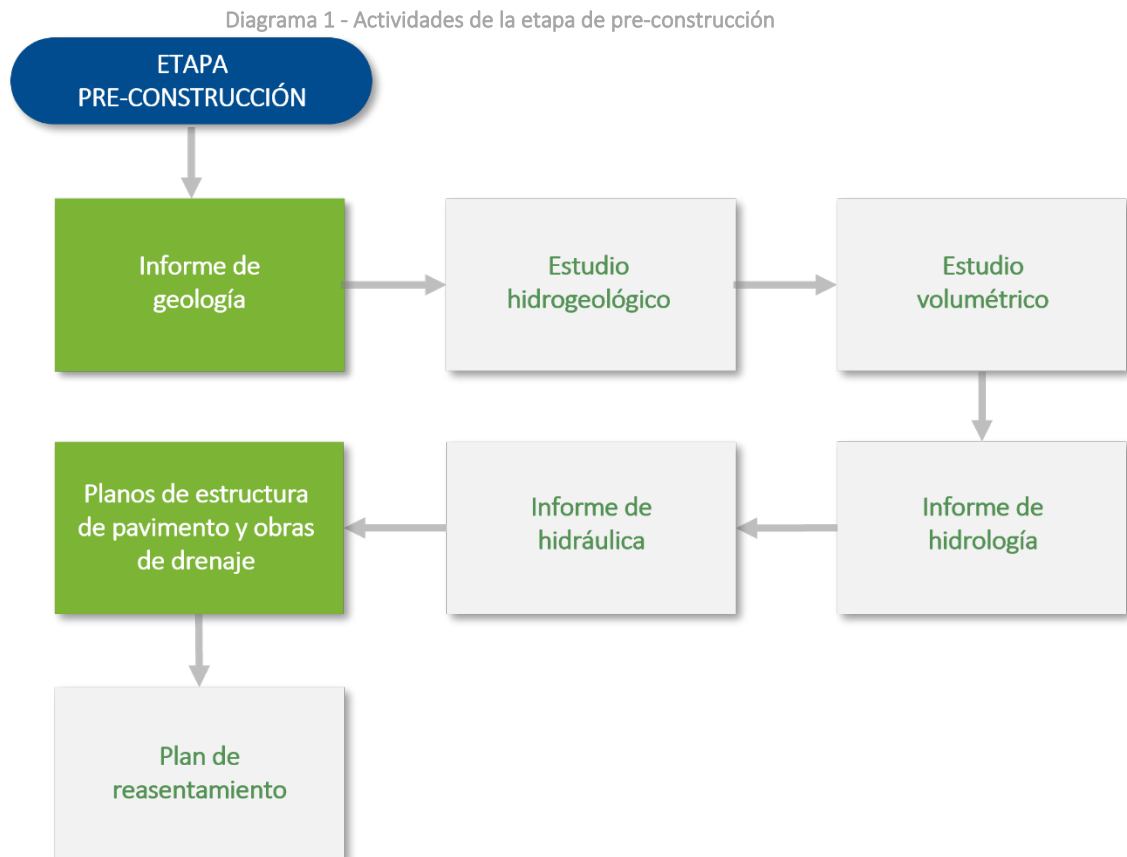 Diagrama 1 - Actividades de la etapa de pre-construcción
ETAPA
PRE-CONSTRUCCIÓN
Informe de
geología
Estudio
hidrogeológico
Estudio
volumétrico
Informe de
hidrología
Informe de
hidráulica
Planos de estructura
de pavimento y obras
de drenaje
Plan de
reasentamiento